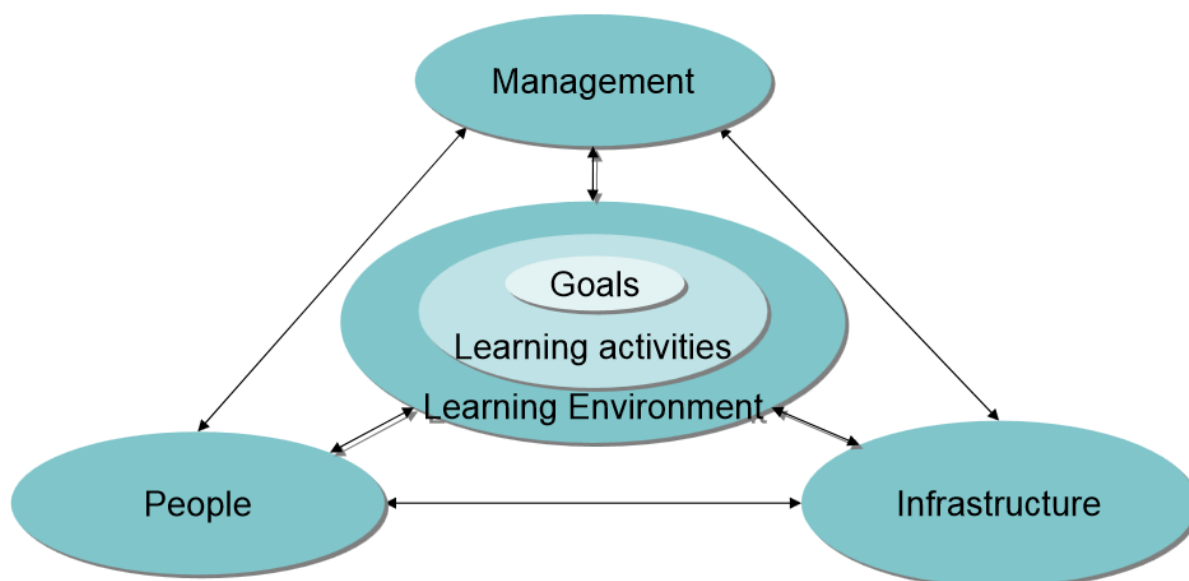 Management
Goals
Learning activities
Learning Environment
People
Infrastructure